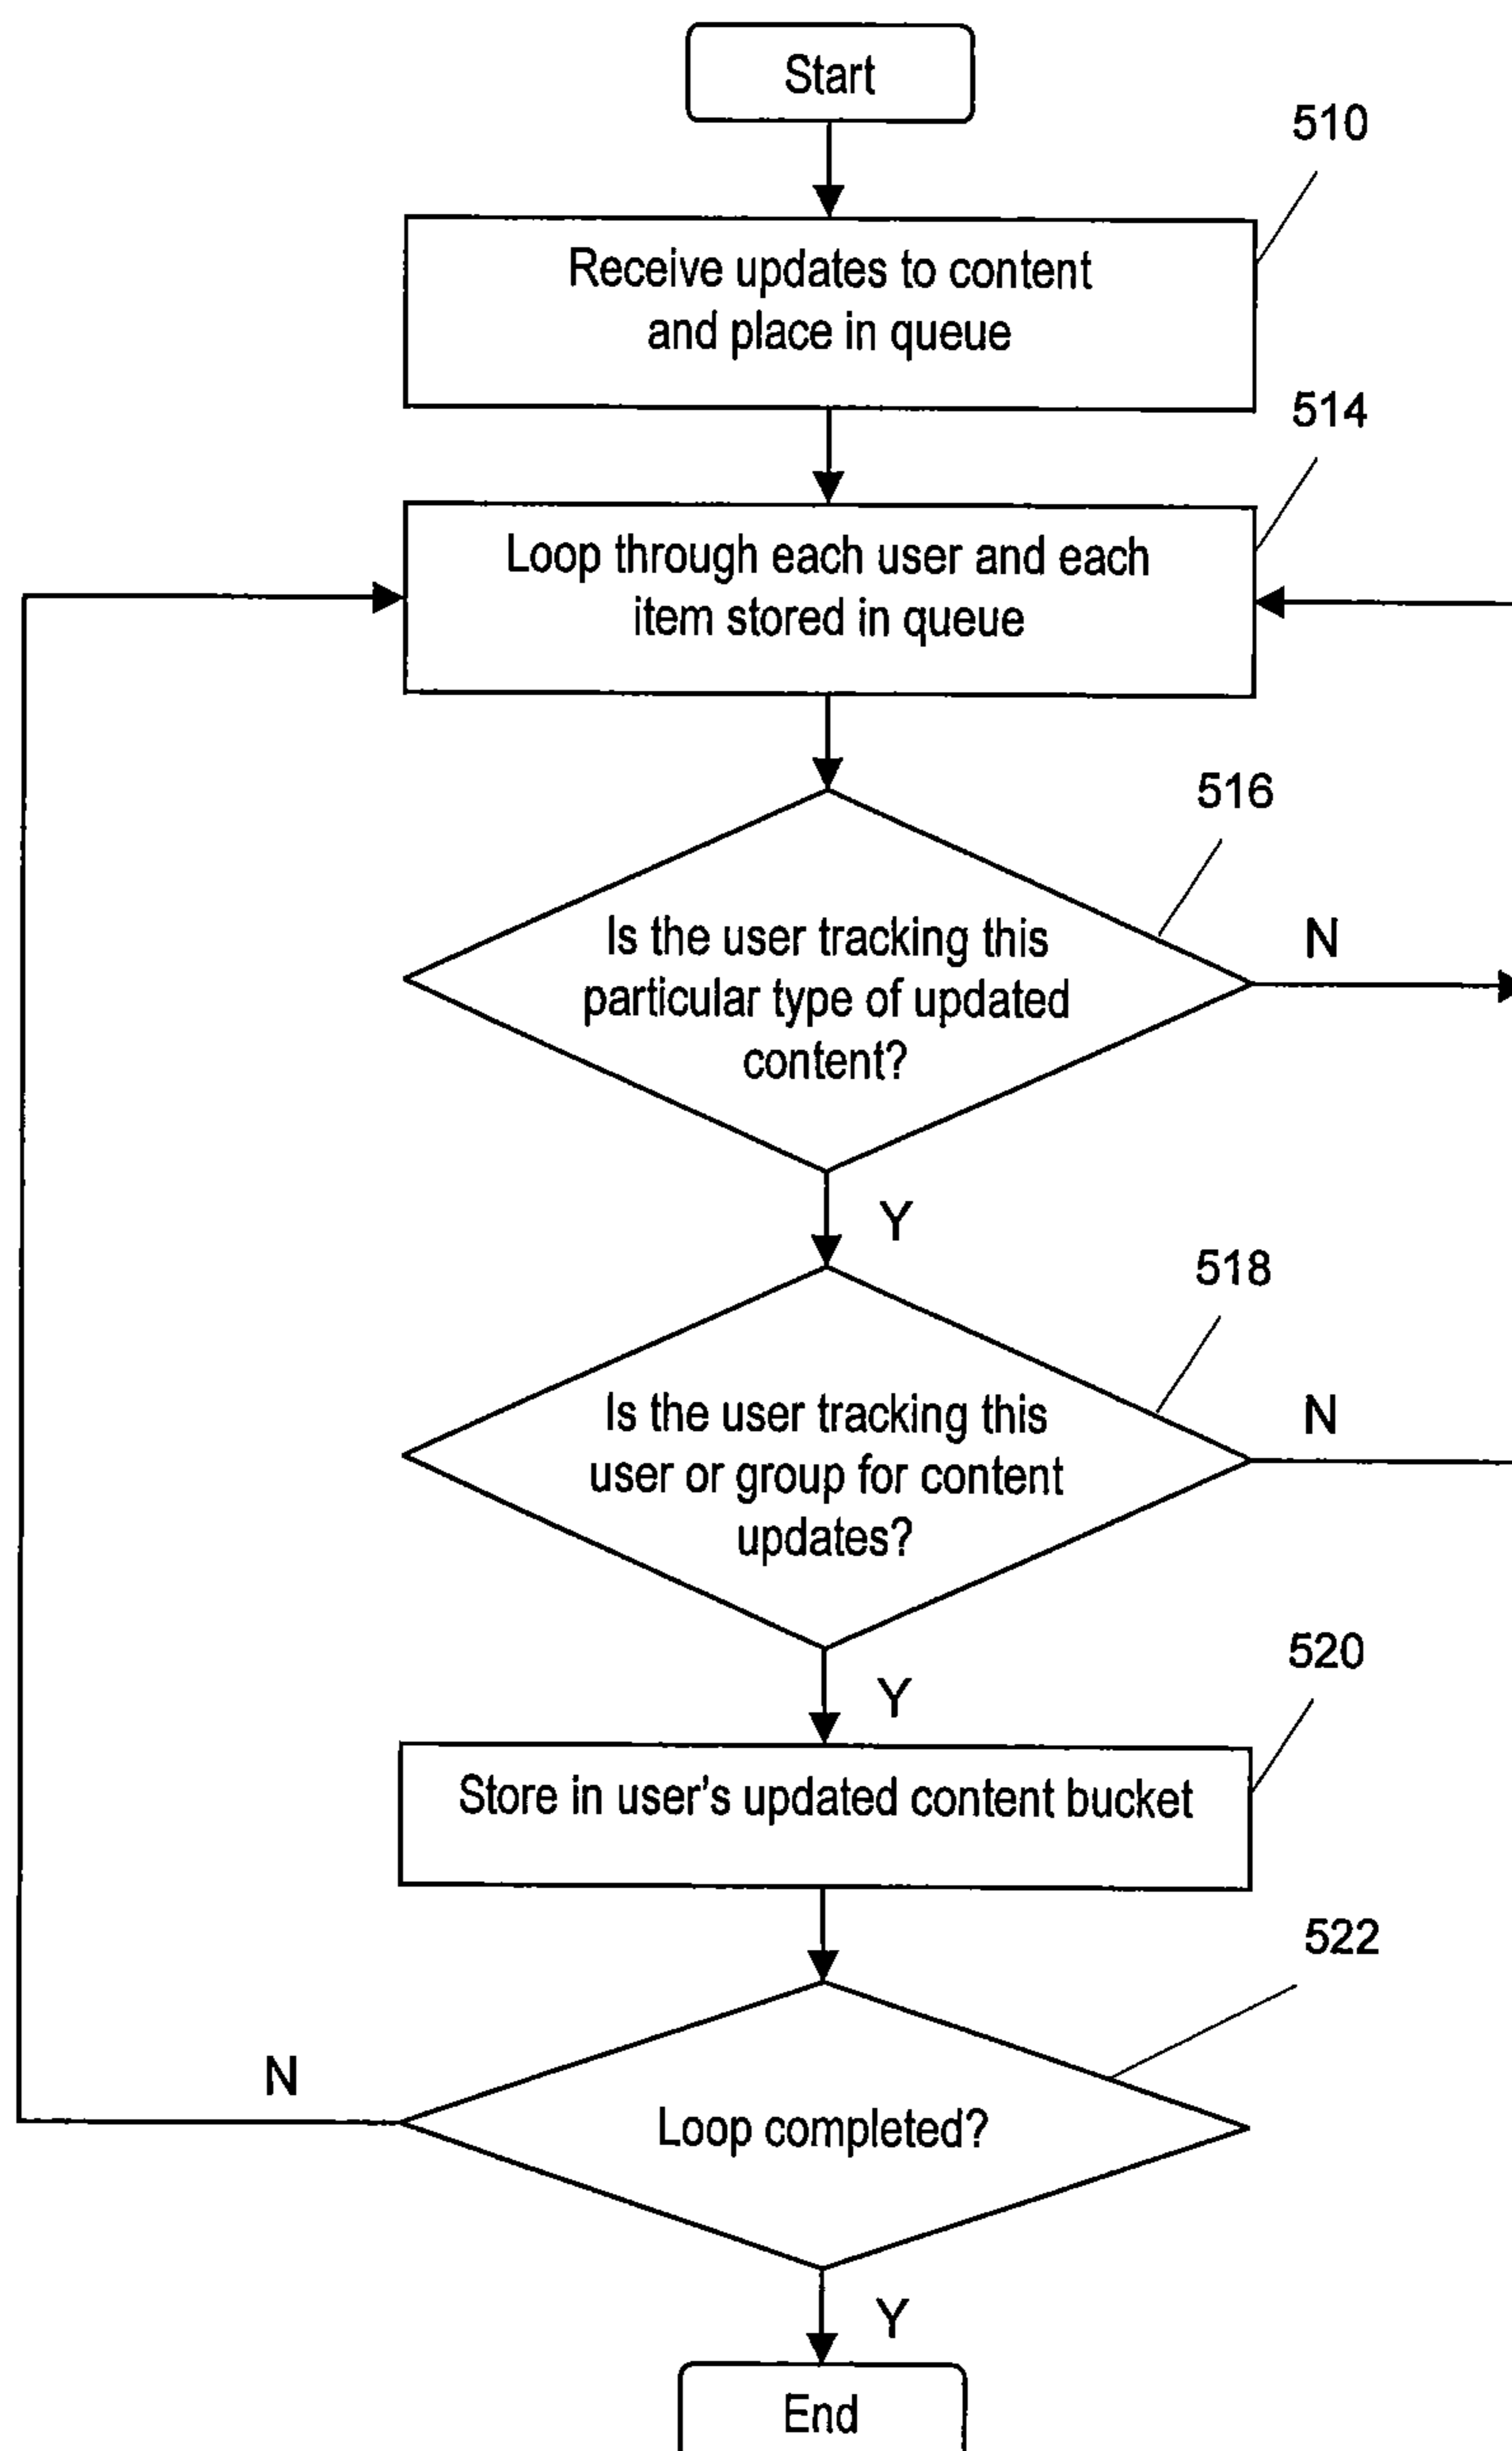 Start
510
Receive updates to content
and place in queue
514
Loop through each user and each
item stored in queue
516
Is the user tracking this
particular type of updated
content?
N
Y
518
Is the user tracking this
user or group for content
updates?
N
Y
520
Store in user's updated content bucket
522
Loop completed?
N
Y
End